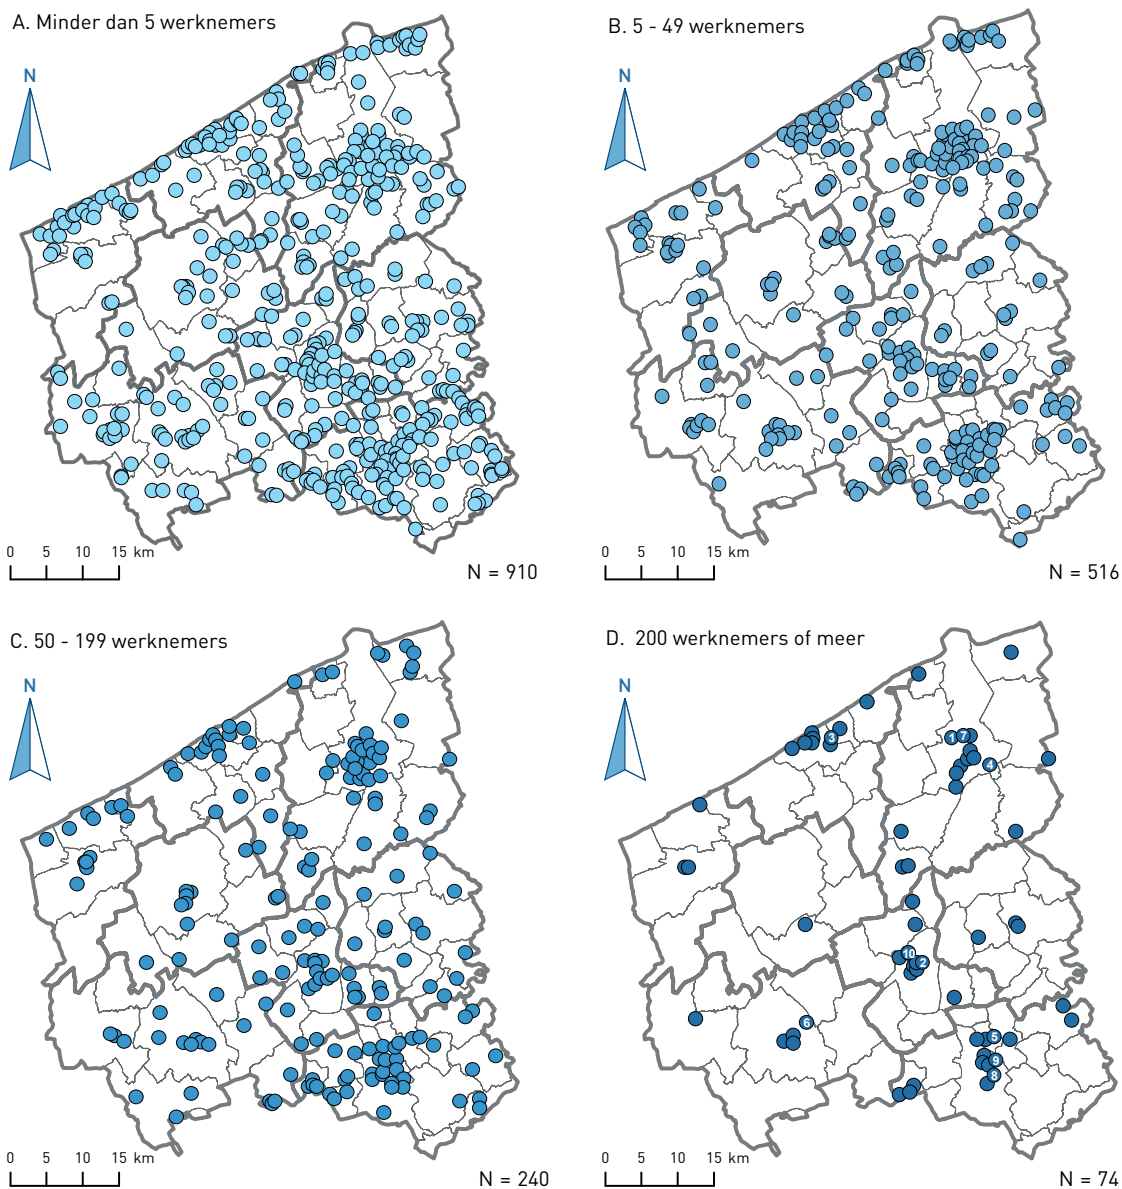 A. Minder dan 5 werknemers
N
0 5 10 15 km
N = 910
B. 5 - 49 werknemers
N
0 5 10 15 km
N = 516
C. 50 - 199 werknemers
N
0 5 10 15 km
N = 240
D. 200 werknemers of meer
N
3
1 7
4
10
2
6
5
9
8
0 5 10 15 km
N = 74